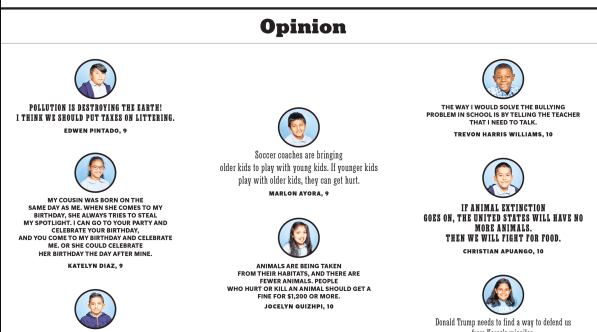 Opinion
POLLUTION IS DESTROYING THE EARTH!
I THINK WE SHOULD PUT TAXES ON LITTERING.
EDWEN PINTADO, 9
MY COUSIN WAS BORN ON THE
SAME DAY AS ME. WHEN SHE COMES TO MY
BIRTHDAY, SHE ALWAYS TRIES TO STEAL
MY SPOTLIGHT. I CAN GO TO YOUR PARTY AND
CELEBRATE YOUR BIRTHDAY,
AND YOU COME TO MY BIRTHDAY AND CELEBRATE
ME. OR SHE COULD CELEBRATE
HER BIRTHDAY THE DAY AFTER MINE.
KATELYN DIAZ, 9
Soccer coaches are bringing
older kids to play with young kids. If younger kids
play with older kids, they can get hurt.
MARLON AYORA, 9
ANIMALS ARE BEING TAKEN
FROM THEIR HABITATS, AND THERE ARE
FEWER ANIMALS. PEOPLE
WHO HURT OR KILL AN ANIMAL SHOULD GET A
FINE FOR $1,200 OR MORE.
JOCELYN QUIZHPI, 10
THE WAY I WOULD SOLVE THE BULLYING
PROBLEM IN SCHOOL IS BY TELLING THE TEACHER
THAT I NEED TO TALK.
TREVON HARRIS WILLIAMS, 10
IF ANIMAL EXTINCTION
GOES ON, THE UNITED STATES WILL HAVE NO
MORE ANIMALS.
THEN WE WILL FIGHT FOR FOOD.
CHRISTIAN APUANGO, 10
Donald Trump needs to find a way to defend us